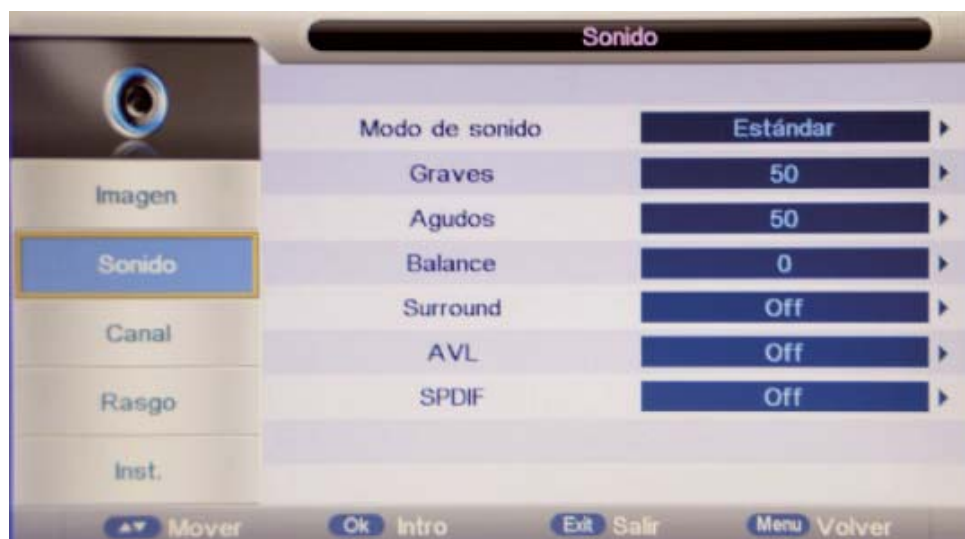 Sonido
Imagen
Sonido
Canal
Rasgo
Inst.
Modo de sonido Estándar
Graves 50
Agudos 50
Balance 0
Surround Off
AVL Off
SPDIF Off
Mover Ok Intro Exit Salir Menu Volver